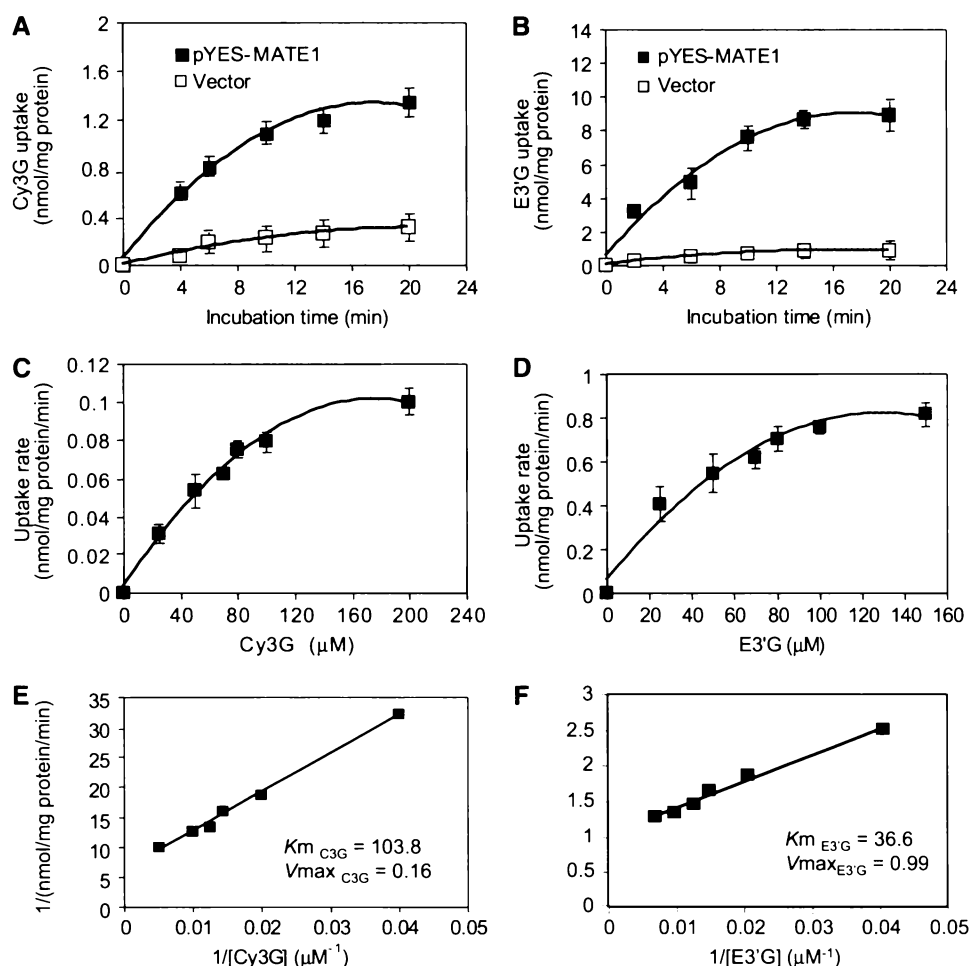 A
pYES-MATE1
Vector
Cy3G uptake
(nmol/mg protein)
2
1.6
1.2
0.8
0.4
0
0 4 8 12 16 20 24
Incubation time (min)
B
pYES-MATE1
Vector
E3'G uptake
(nmol/mg protein)
14
12
10
8
6
4
2
0
0 4 8 12 16 20 24
Incubation time (min)
C
Uptake rate
(nmol/mg protein/min)
0.12
0.1
0.08
0.06
0.04
0.02
0
0 40 80 120 160 200 240
Cy3G (µM)
D
Uptake rate
(nmol/mg protein/min)
1
0.8
0.6
0.4
0.2
0
0 20 40 60 80 100 120 140 160
E3'G (µM)
E
1/(nmol/mg protein/min)
35
30
25
20
15
10
5
0
Km C3G = 103.8
Vmax C3G = 0.16
0 0.01 0.02 0.03 0.04 0.05
1/[Cy3G] (µM⁻¹)
F
3
2.5
2
1.5
1
0.5
0
Km E3'G = 36.6
Vmax E3'G = 0.99
0.0 0.01 0.02 0.03 0.04 0.05
1/[E3'G] (µM⁻¹)